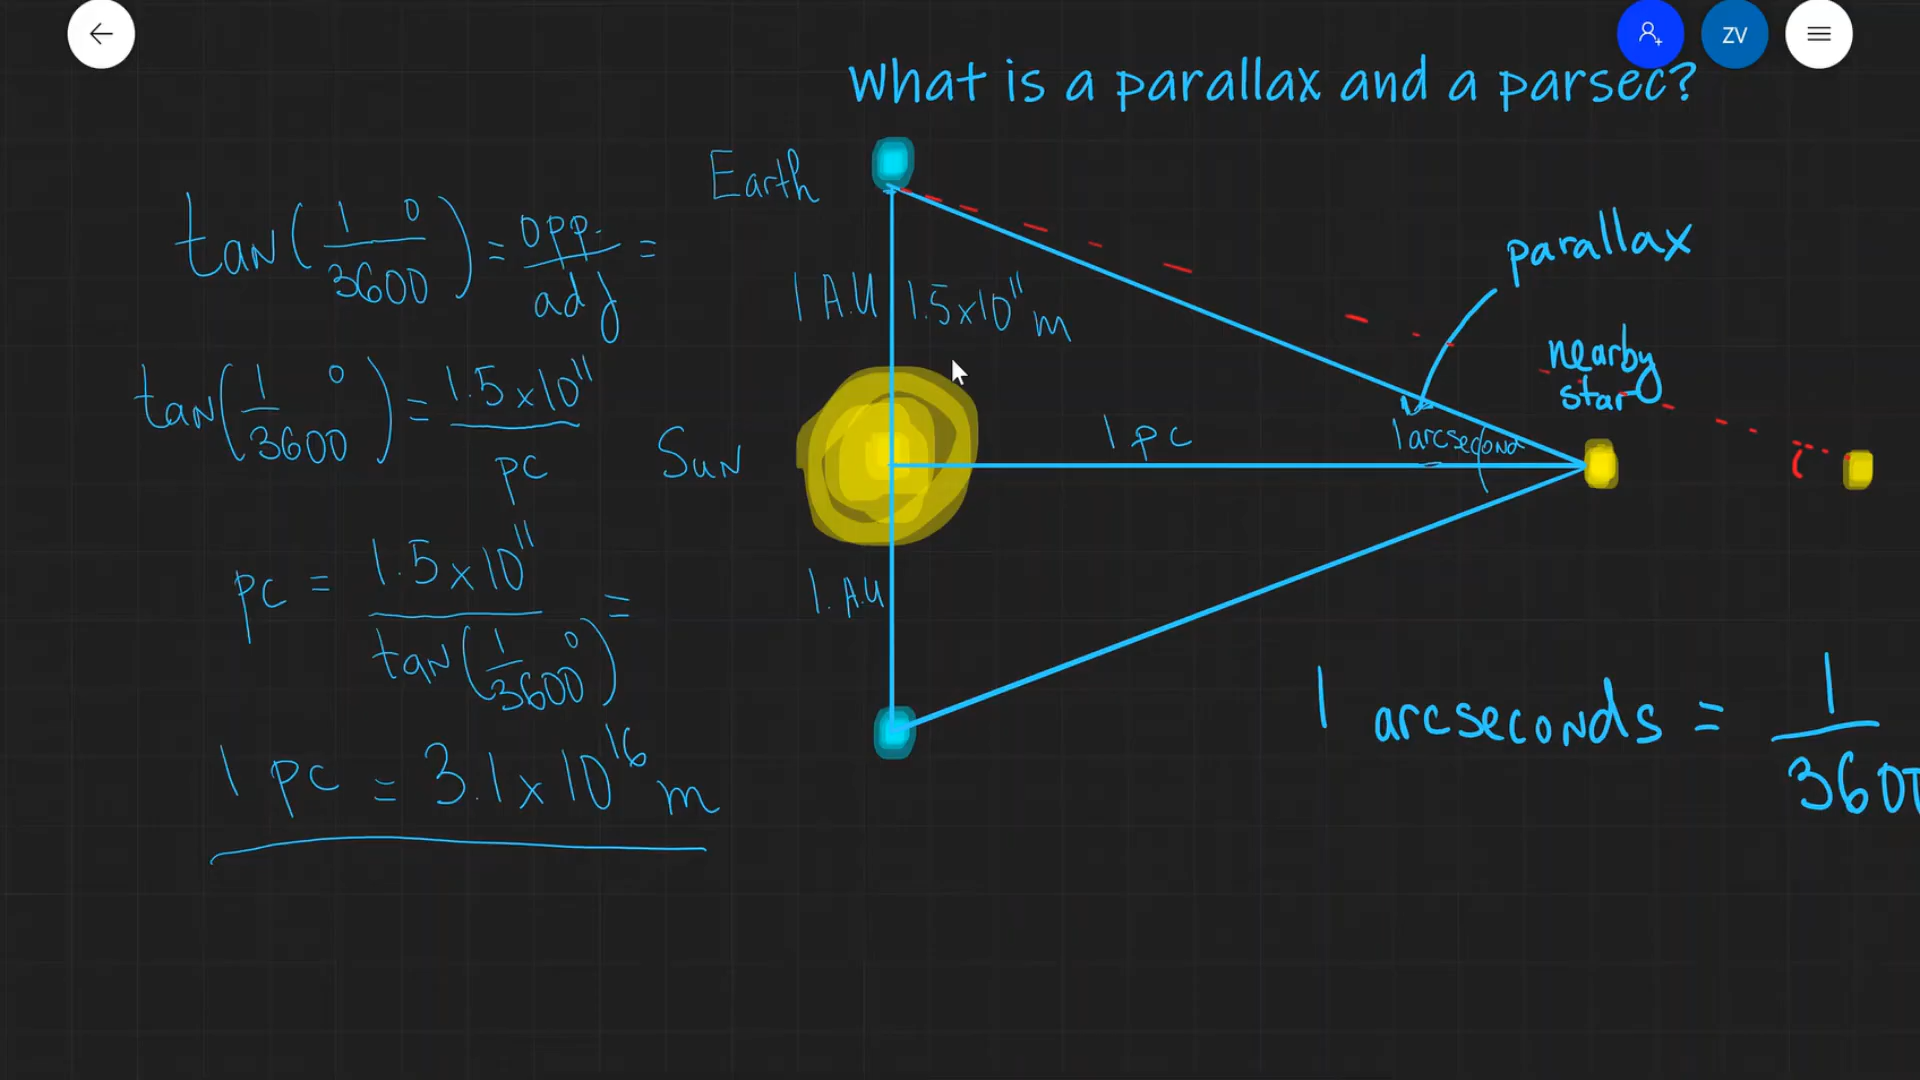 ZV
What is a parallax and a parsec?
Earth
tan(1/3600 °) = opp./adj =
parallax
1 A.U 1.5x10¹¹ m
nearby
star
tan(1/3600 °) = 1.5x10¹¹/pc
Sun
1 pc
1 arcsecond
pc = 1.5x10¹¹/tan(1/3600 °) =
1.A.U
1 arcseconds = 1/3600
1 pc = 3.1x10¹⁶ m